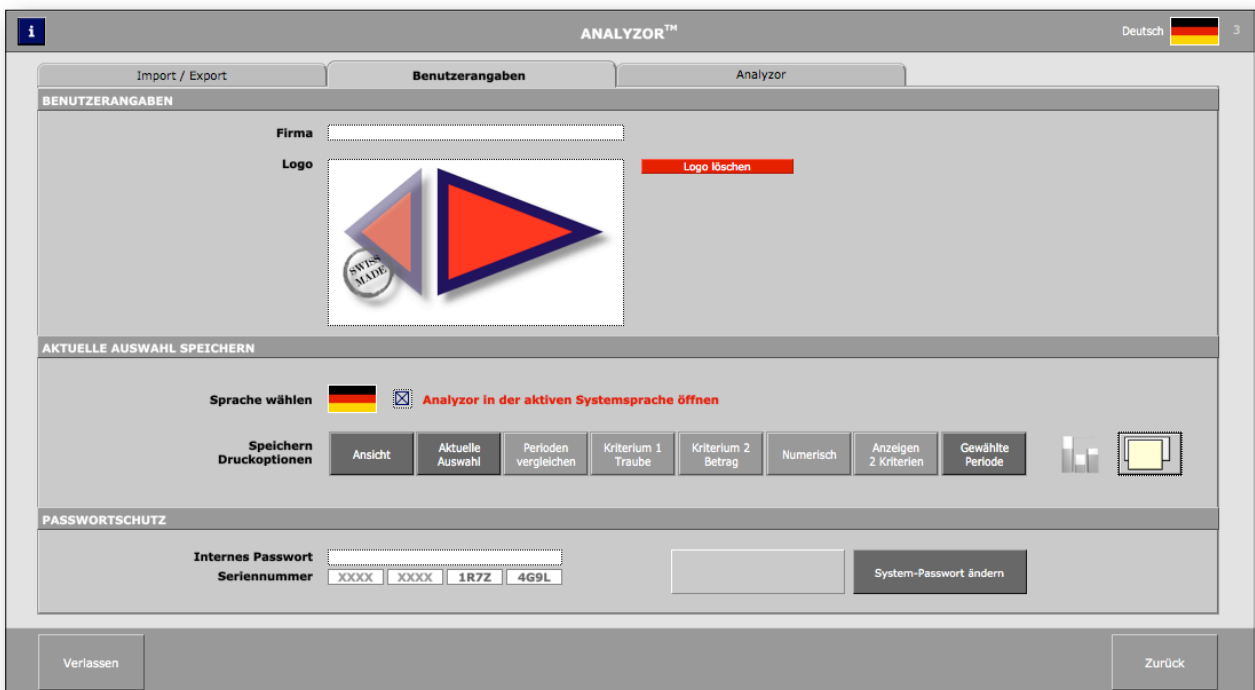 i
ANALYZOR™
Deutsch
3
Import / Export
Benutzerangaben
Analyzor
BENUTZERANGABEN
Firma
Logo
Logo löschen
SWISS
MADE
AKTUELLE AUSWAHL SPEICHERN
Sprache wählen
Analyzor in der aktiven Systemsprache öffnen
Speichern
Druckoptionen
Ansicht
Aktuelle
Auswahl
Perioden
vergleichen
Kriterium 1
Traube
Kriterium 2
Betrag
Numerisch
Anzeigen
2 Kriterien
Gewählte
Periode
PASSWORTSCHUTZ
Internes Passwort
Seriennummer
XXXX XXXX 1R7Z 4G9L
System-Passwort ändern
Verlassen
Zurück